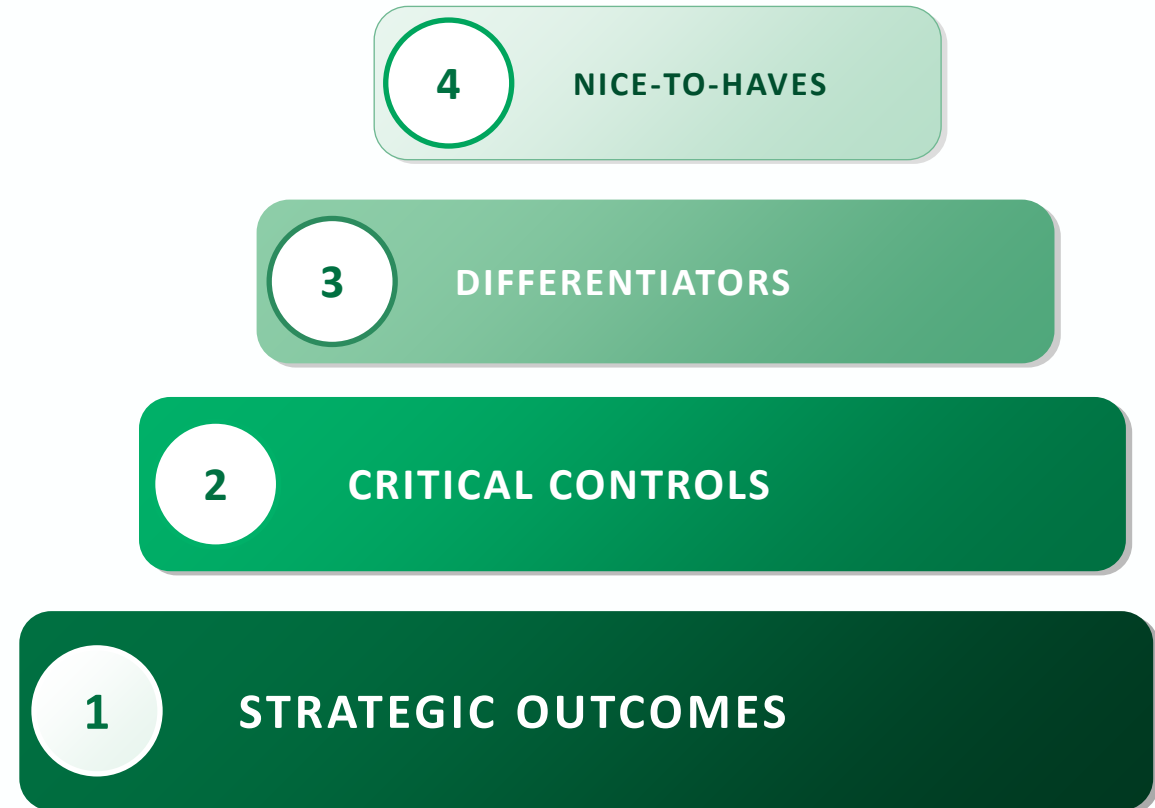 4 NICE-TO-HAVES
3 DIFFERENTIATORS
2 CRITICAL CONTROLS
1 STRATEGIC OUTCOMES